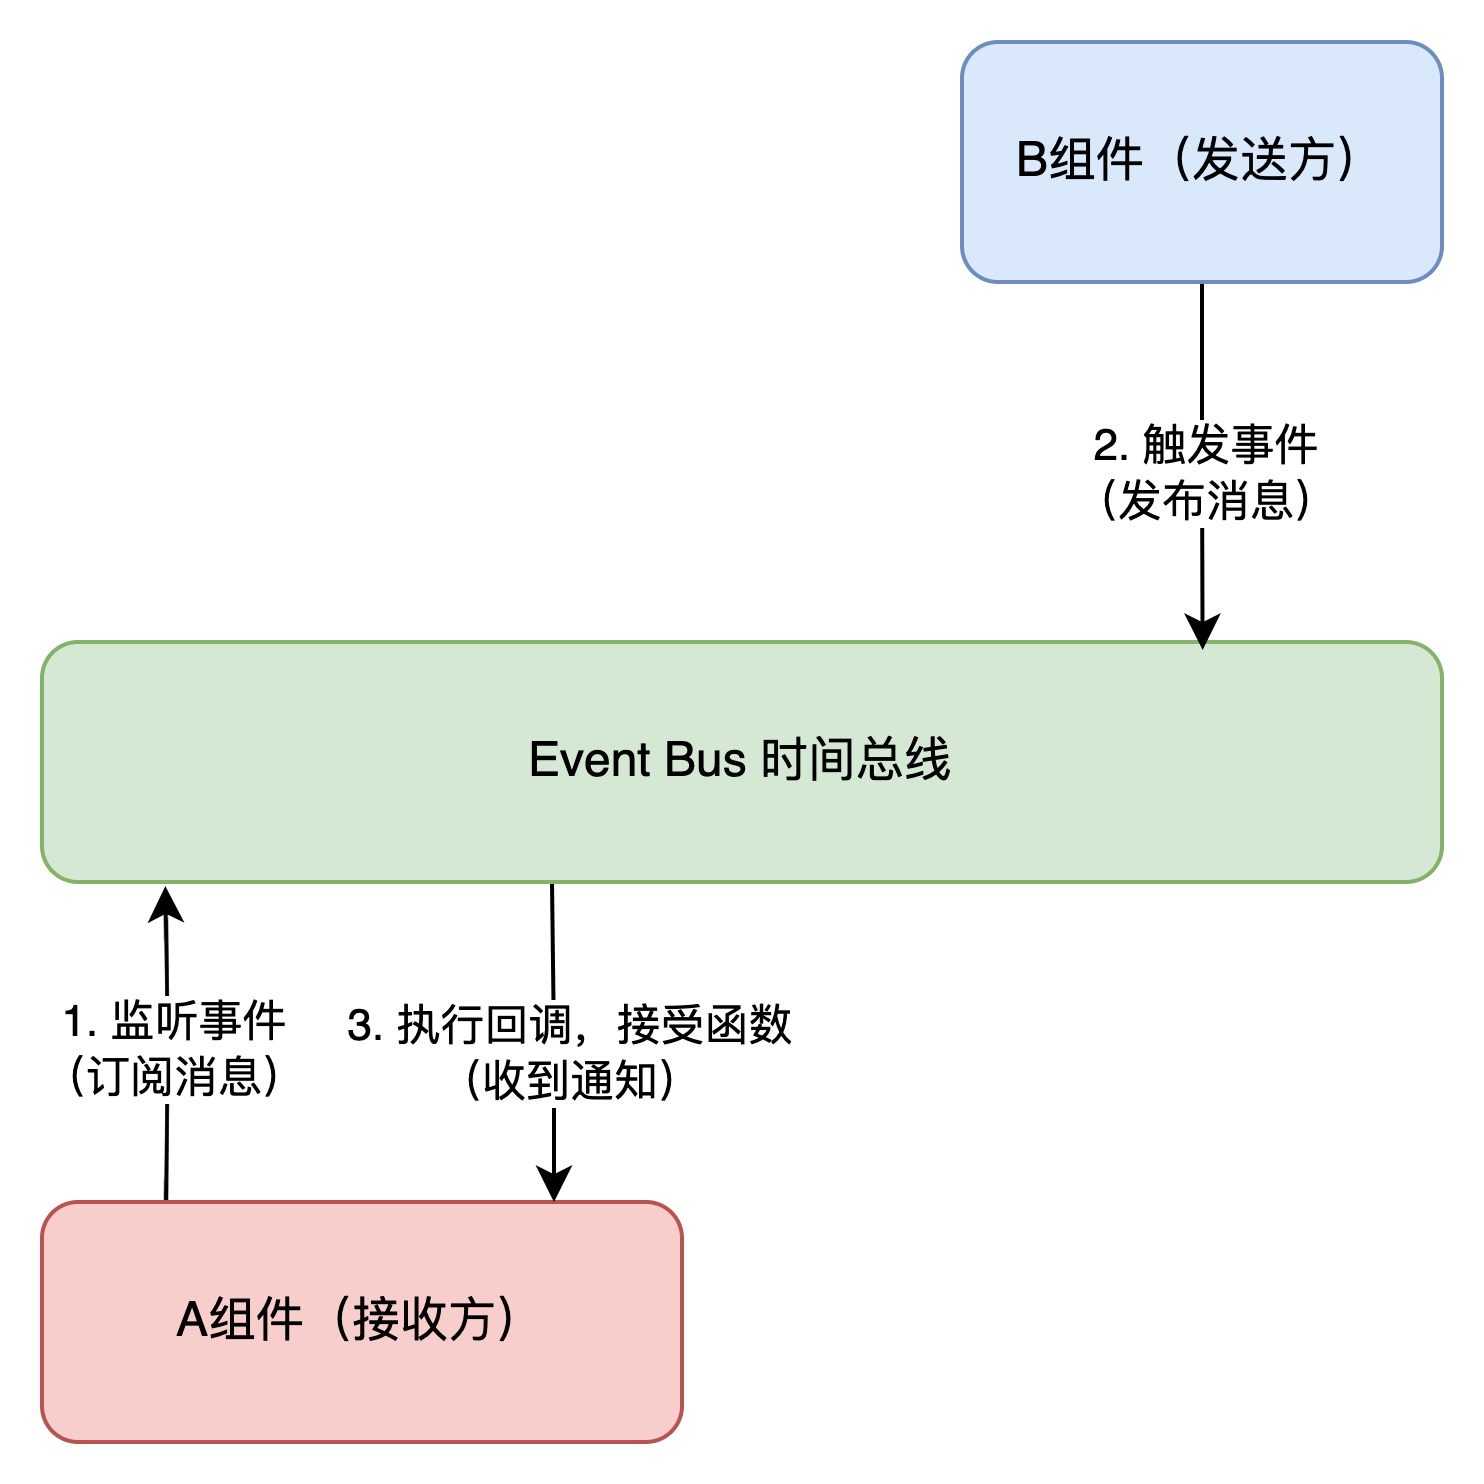 B组件（发送方）
2. 触发事件
（发布消息）
Event Bus 时间总线
1. 监听事件
（订阅消息）
3. 执行回调，接受函数
（收到通知）
A组件（接收方）